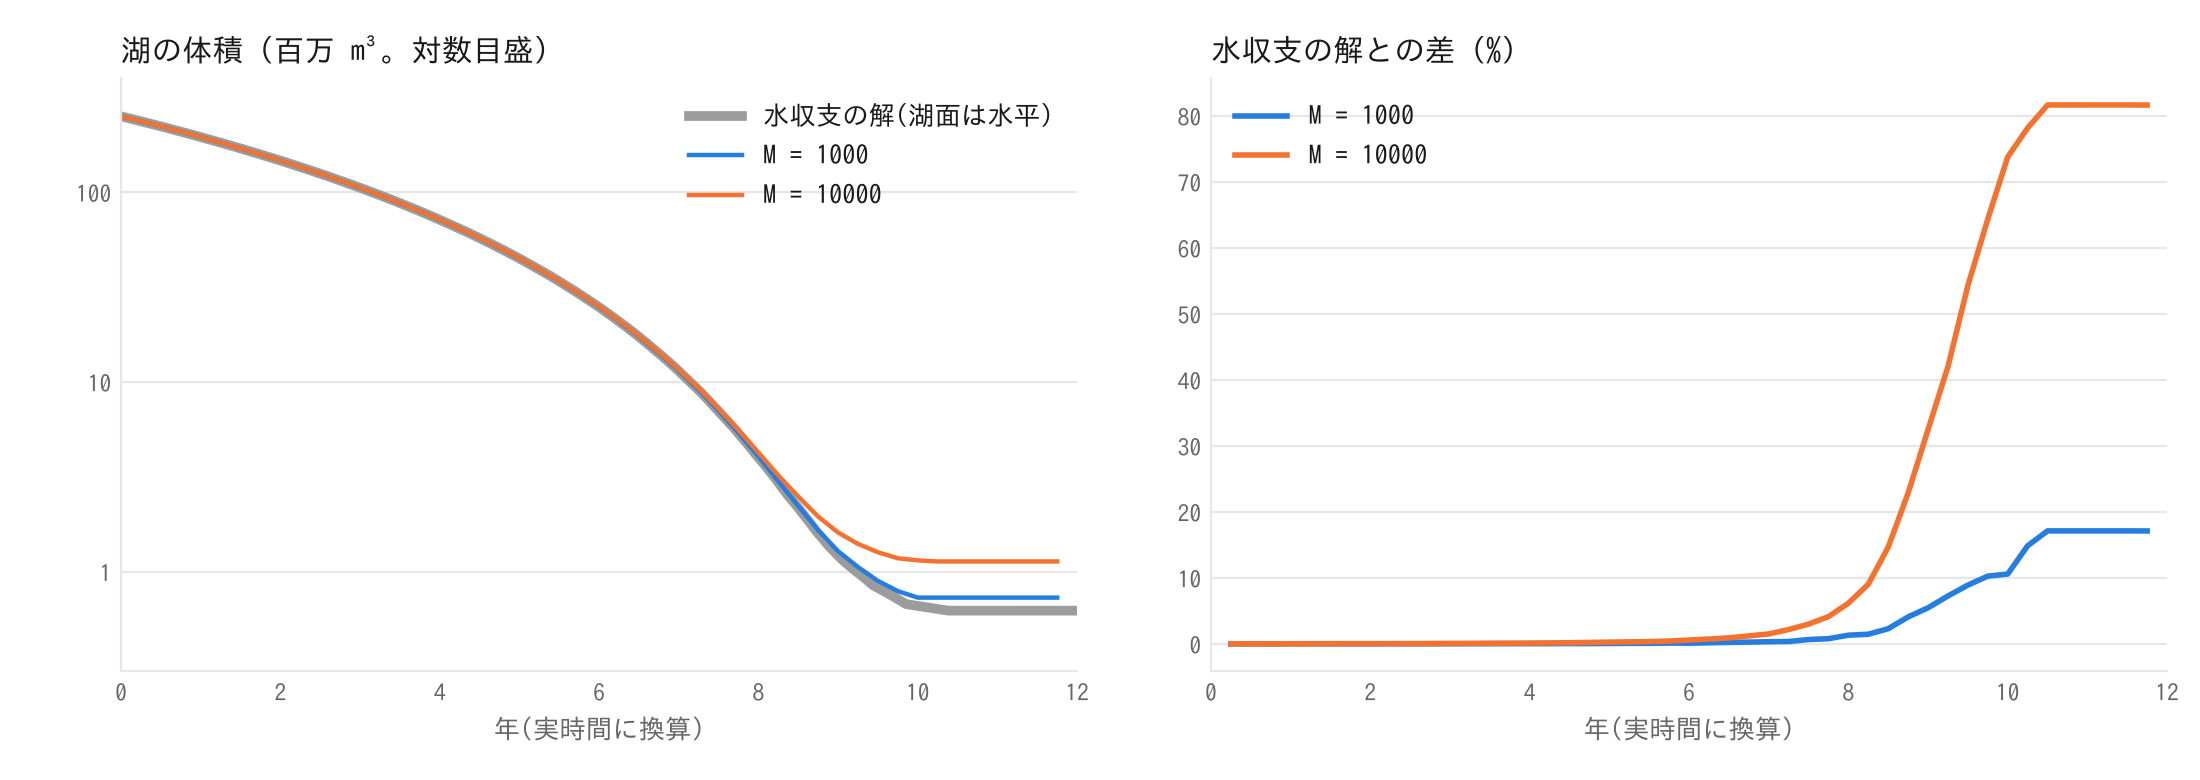 湖の体積（百万 m³。対数目盛）
水収支の解(湖面は水平)
M = 1000
M = 10000
100
10
1
0 2 4 6 8 10 12
年(実時間に換算)
水収支の解との差（%）
M = 1000
M = 10000
80
70
60
50
40
30
20
10
0
0 2 4 6 8 10 12
年(実時間に換算)